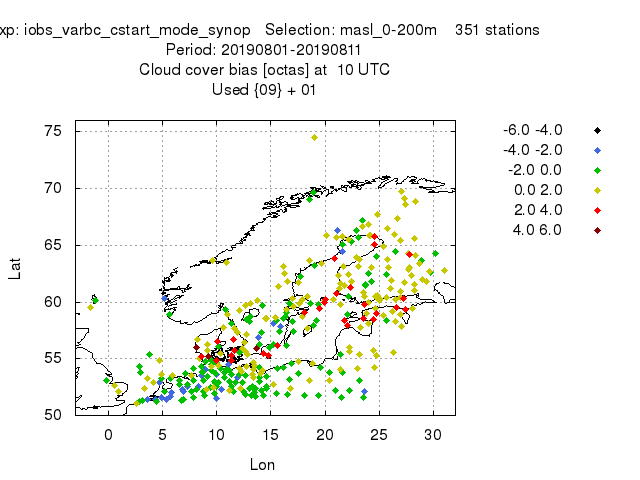 xp: iobs_varbc_cstart_mode_synop Selection: masl_0-200m 351 stations
Period: 20190801-20190811
Cloud cover bias [octas] at 10 UTC
Used {09} + 01
-6.0 -4.0
-4.0 -2.0
-2.0 0.0
0.0 2.0
2.0 4.0
4.0 6.0
75
70
65
60
55
50
Lat
0 5 10 15 20 25 30
Lon